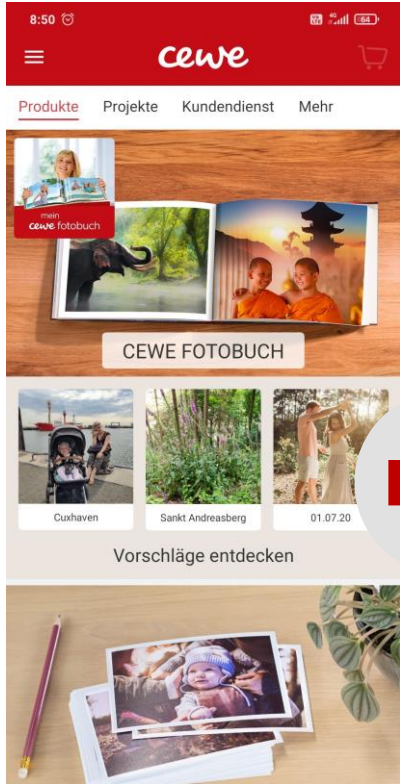 8:50
4G
64
cewe
Produkte Projekte Kundendienst Mehr
mein
cewe fotobuch
CEWE FOTOBUCH
Cuxhaven Sankt Andreasberg 01.07.20
Vorschläge entdecken